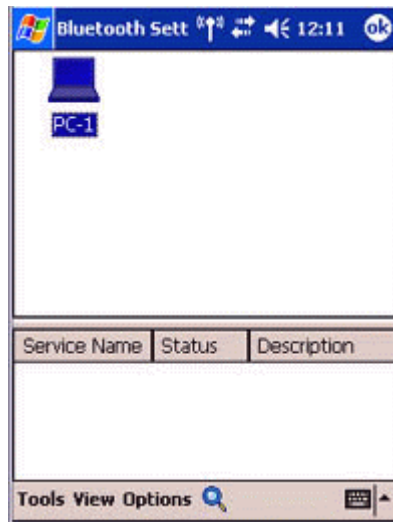 Bluetooth Sett 12:11 ok
PC-1
Service Name Status Description
Tools View Options